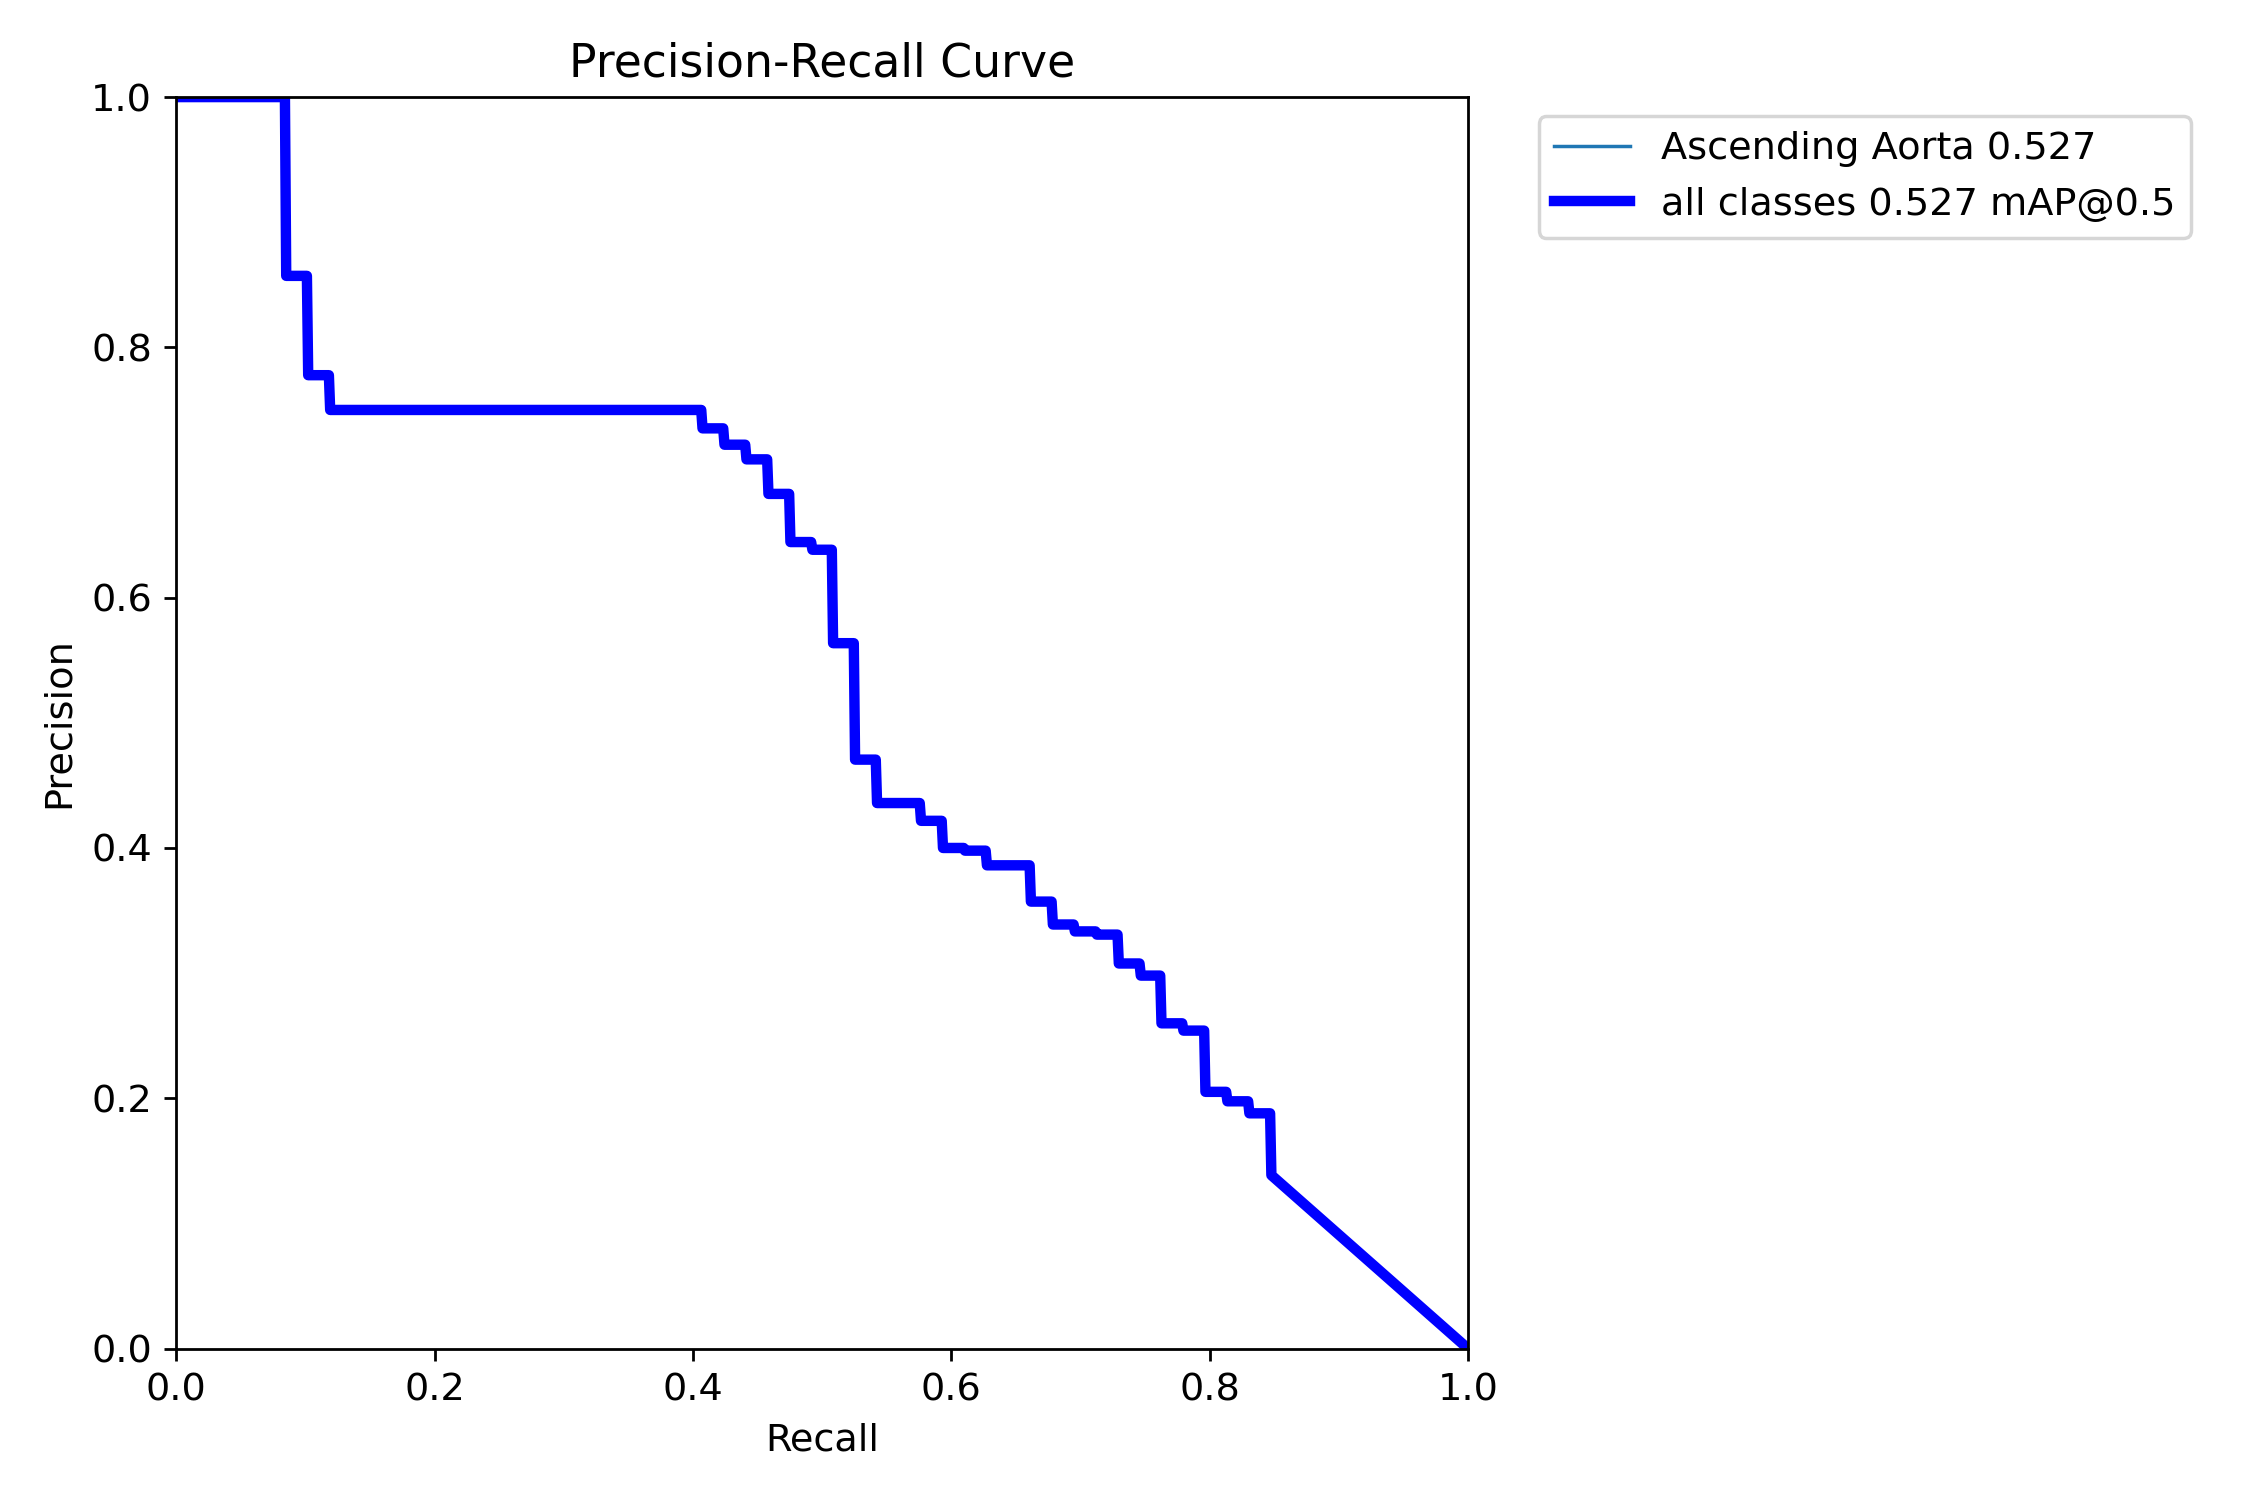 Precision-Recall Curve
1.0
0.8
0.6
0.4
0.2
0.0
Precision
0.0 0.2 0.4 0.6 0.8 1.0
Recall
Ascending Aorta 0.527
all classes 0.527 mAP@0.5